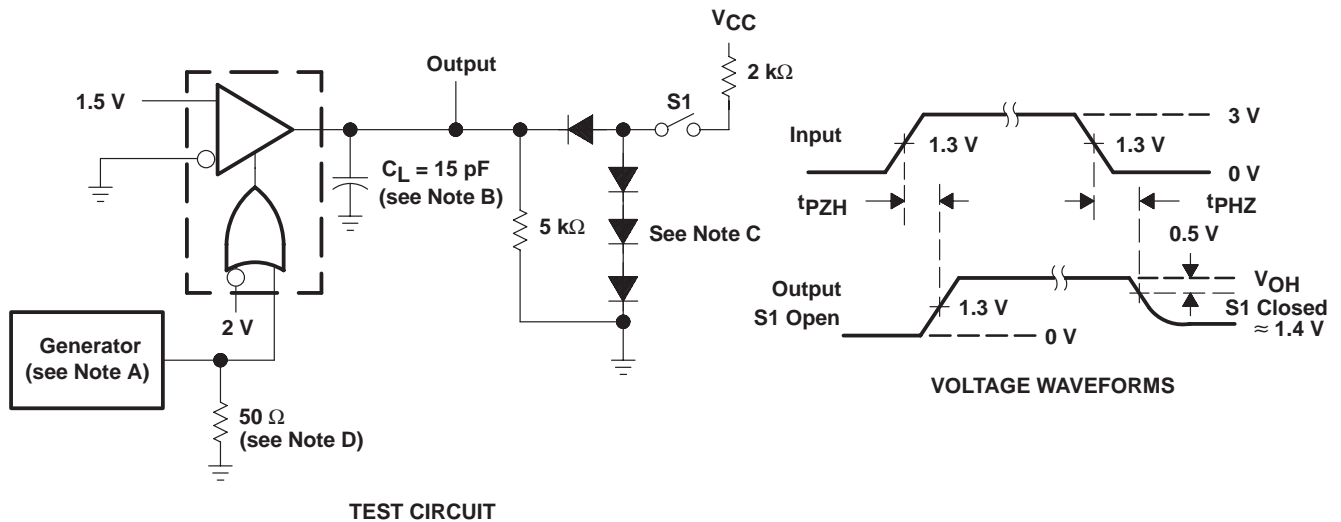 VCC
2 kΩ
Output
S1
1.5 V
CL = 15 pF
(see Note B)
5 kΩ
See Note C
2 V
Generator
(see Note A)
50 Ω
(see Note D)
TEST CIRCUIT
3 V
Input
1.3 V
1.3 V
0 V
tPZH
tPHZ
0.5 V
VOH
Output
S1 Open
S1 Closed
≈ 1.4 V
1.3 V
0 V
VOLTAGE WAVEFORMS